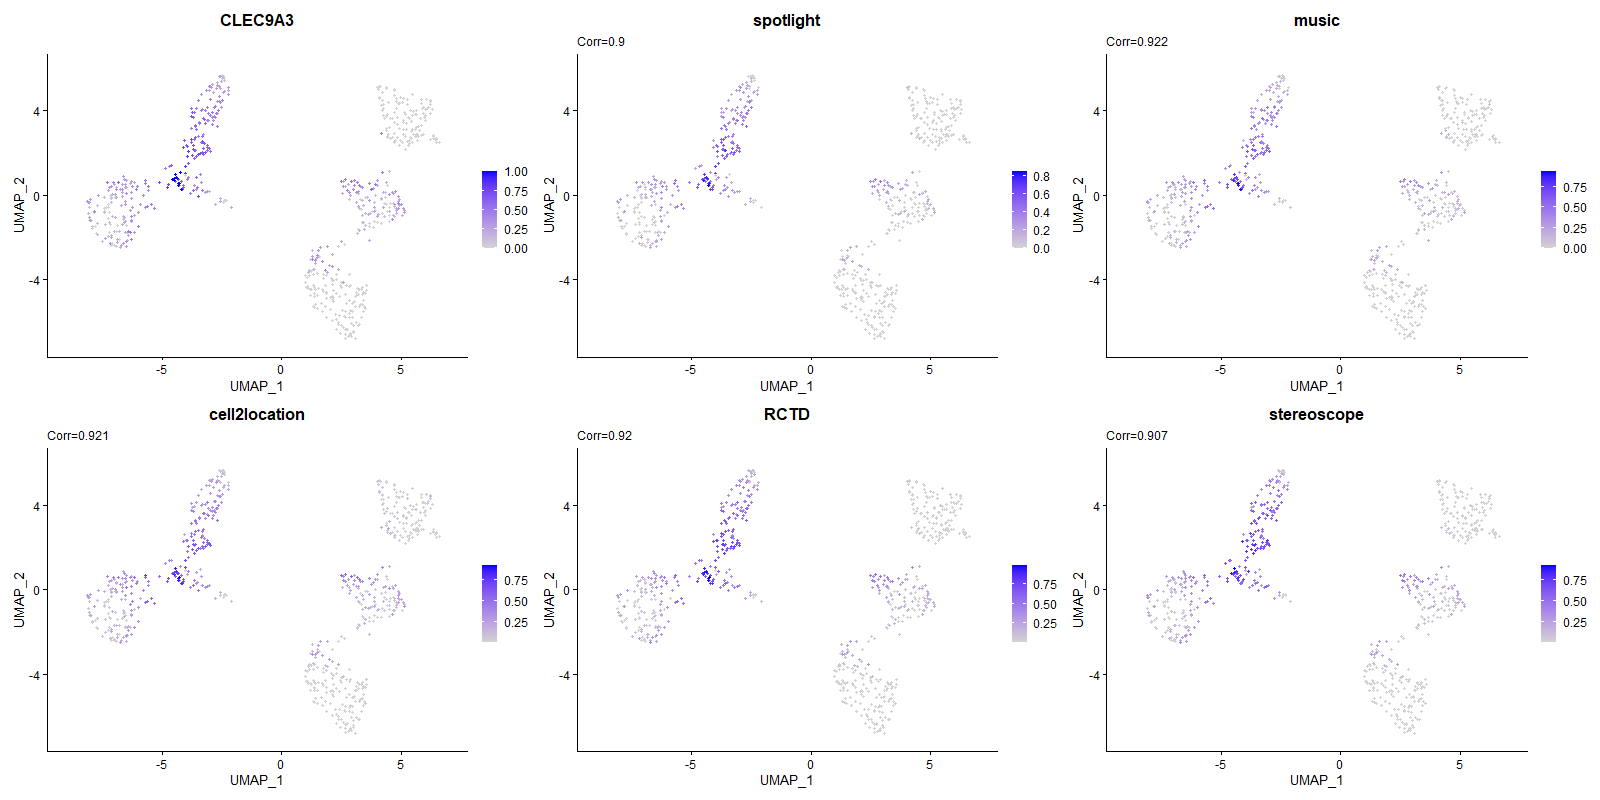 CLEC9A3
UMAP_2
4
0
-4
-5
0
5
UMAP_1
1.00
0.75
0.50
0.25
0.00
spotlight
Corr=0.9
UMAP_2
4
0
-4
-5
0
5
UMAP_1
0.8
0.6
0.4
0.2
0.0
music
Corr=0.922
UMAP_2
4
0
-4
-5
0
5
UMAP_1
0.75
0.50
0.25
0.00
cell2location
Corr=0.921
UMAP_2
4
0
-4
-5
0
5
UMAP_1
0.75
0.50
0.25
RCTD
Corr=0.92
UMAP_2
4
0
-4
-5
0
5
UMAP_1
0.75
0.50
0.25
stereoscope
Corr=0.907
UMAP_2
4
0
-4
-5
0
5
UMAP_1
0.75
0.50
0.25